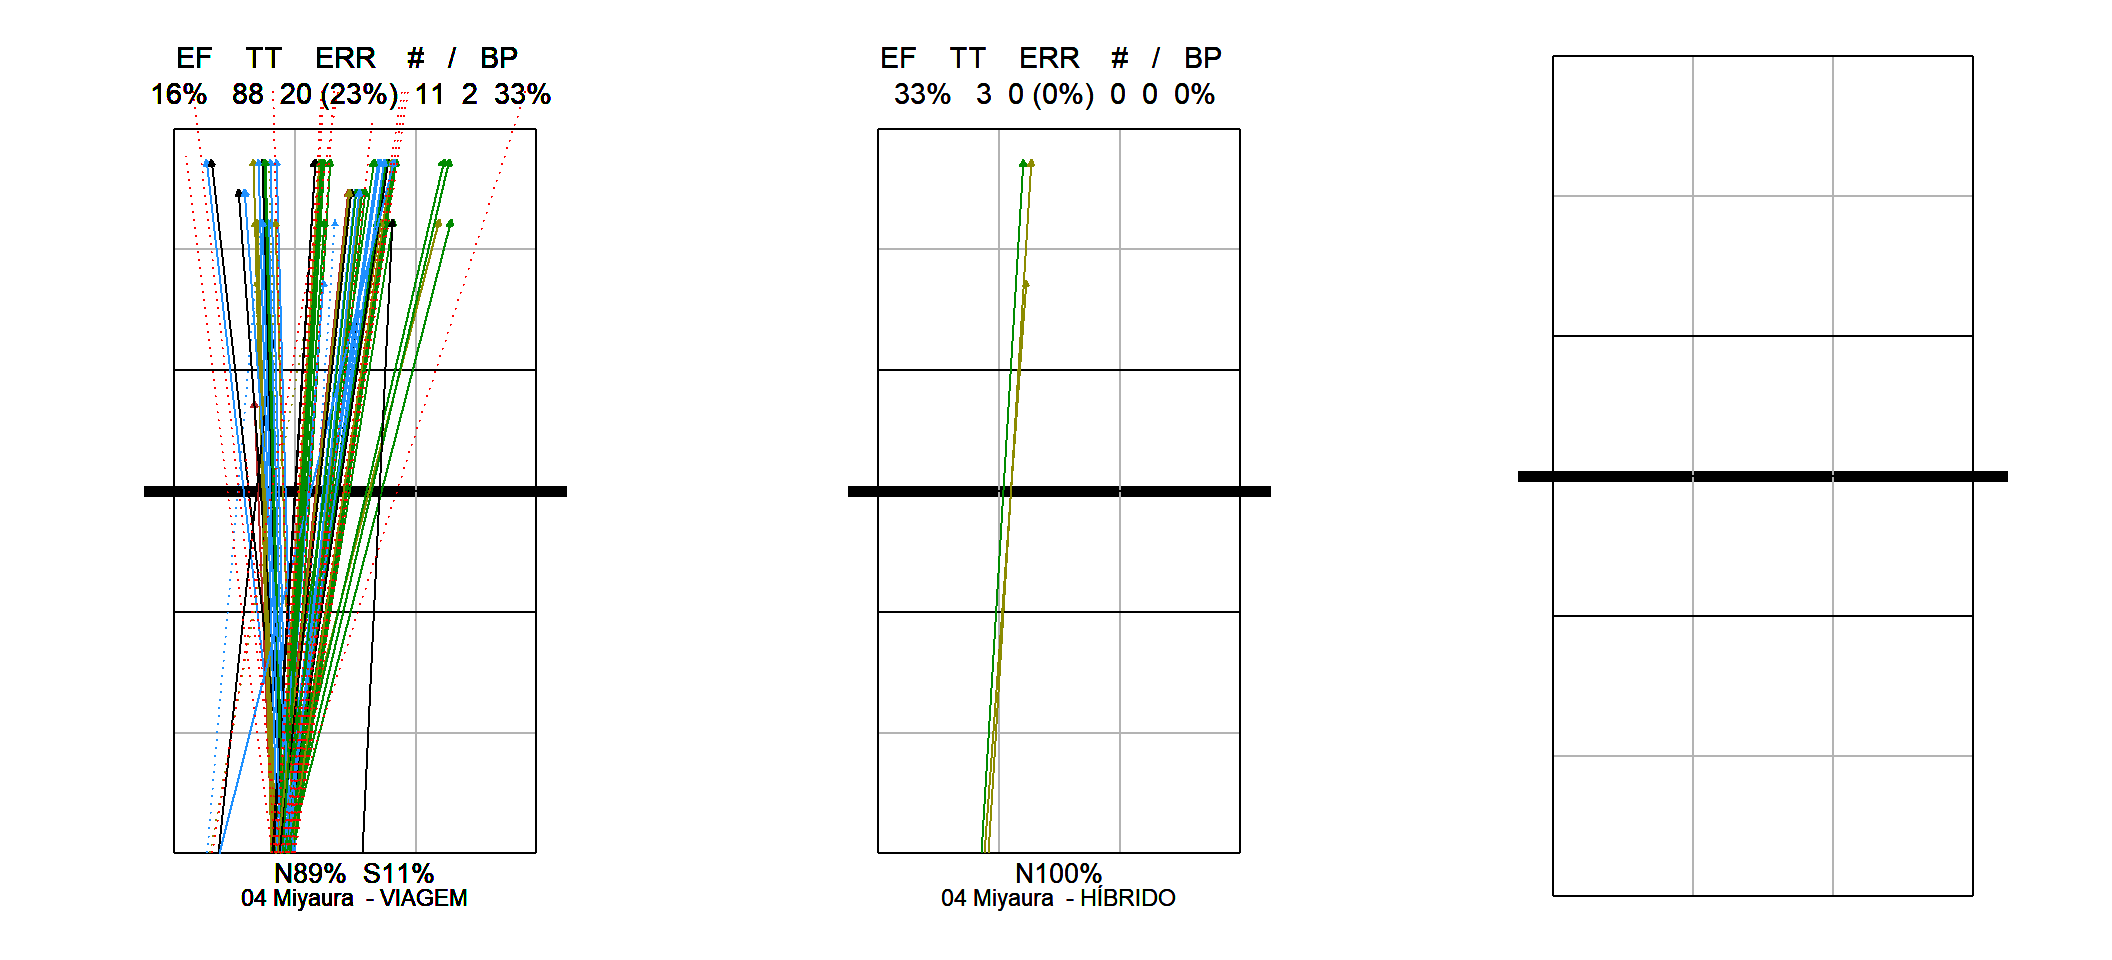 EF TT ERR # / BP
16% 88 20 (23%) 11 2 33%
N89% S11%
04 Miyaura - VIAGEM
EF TT ERR # / BP
33% 3 0 (0%) 0 0 0%
N100%
04 Miyaura - HÍBRIDO